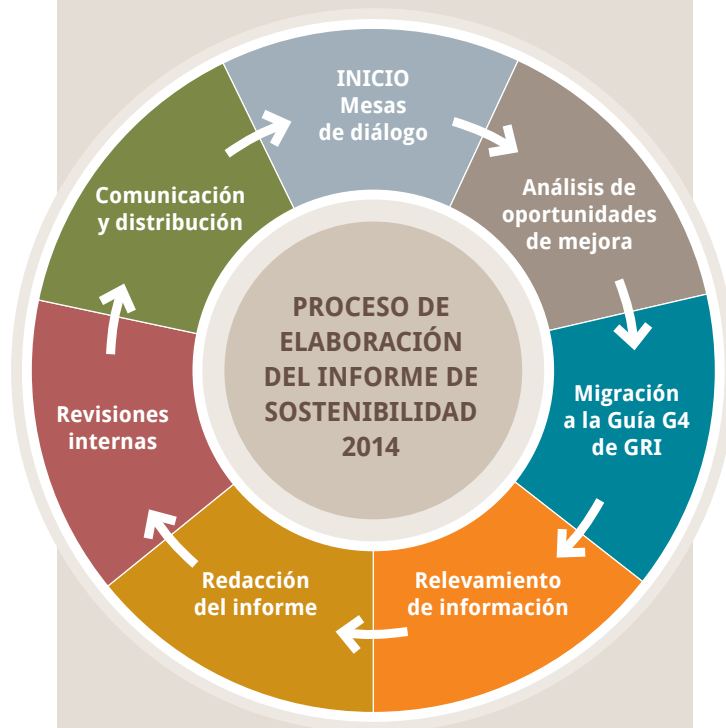 INICIO
Mesas
de diálogo
Análisis de
oportunidades
de mejora
Migración
a la Guía G4
de GRI
Relevamiento
de información
Redacción
del informe
Revisiones
internas
Comunicación
y distribución
PROCESO DE
ELABORACIÓN
DEL INFORME DE
SOSTENIBILIDAD
2014